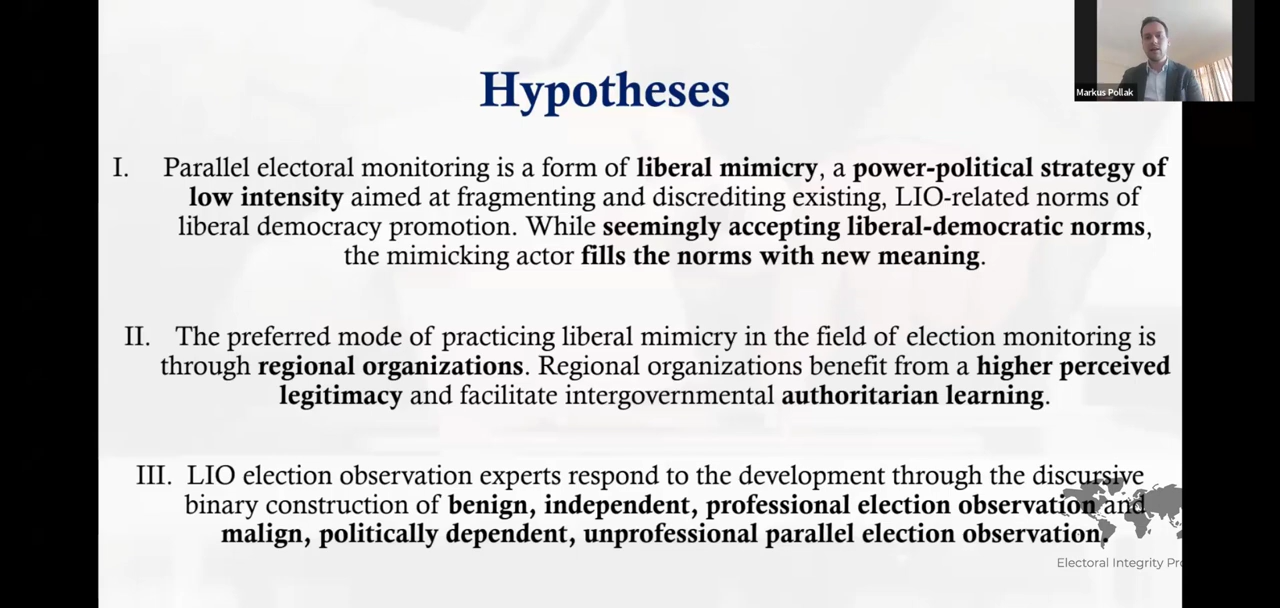 Markus Pollak
Hypotheses
I. Parallel electoral monitoring is a form of liberal mimicry, a power-political strategy of
low intensity aimed at fragmenting and discrediting existing, LIO-related norms of
liberal democracy promotion. While seemingly accepting liberal-democratic norms,
the mimicking actor fills the norms with new meaning.
II. The preferred mode of practicing liberal mimicry in the field of election monitoring is
through regional organizations. Regional organizations benefit from a higher perceived
legitimacy and facilitate intergovernmental authoritarian learning.
III. LIO election observation experts respond to the development through the discursive
binary construction of benign, independent, professional election observation and
malign, politically dependent, unprofessional parallel election observation.
Electoral Integrity Pro